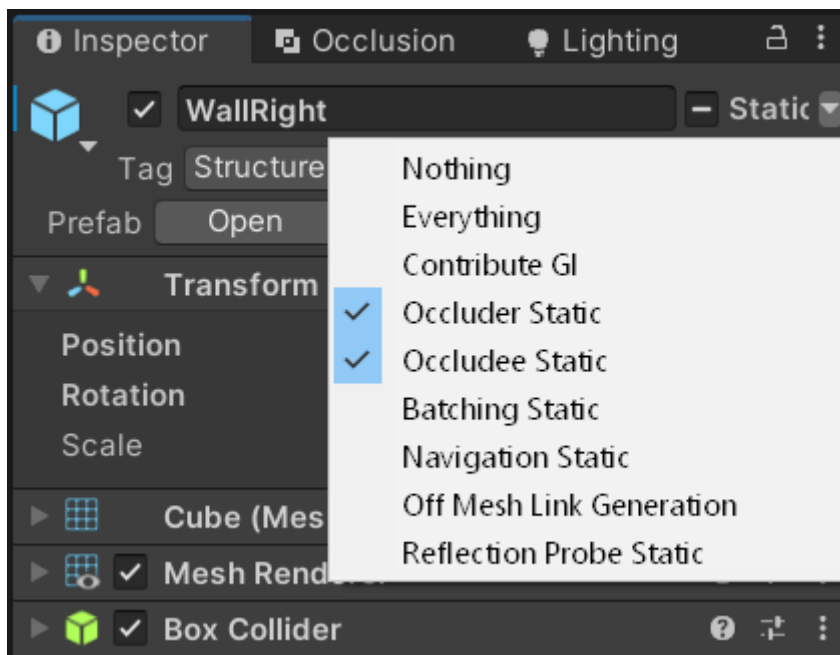 Inspector Occlusion Lighting
WallRight Static
Tag Structure
Prefab Open
Nothing
Everything
Contribute GI
Occluder Static
Occludee Static
Batching Static
Navigation Static
Off Mesh Link Generation
Reflection Probe Static
Transform
Position
Rotation
Scale
Cube (Mes
Mesh Renderer
Box Collider